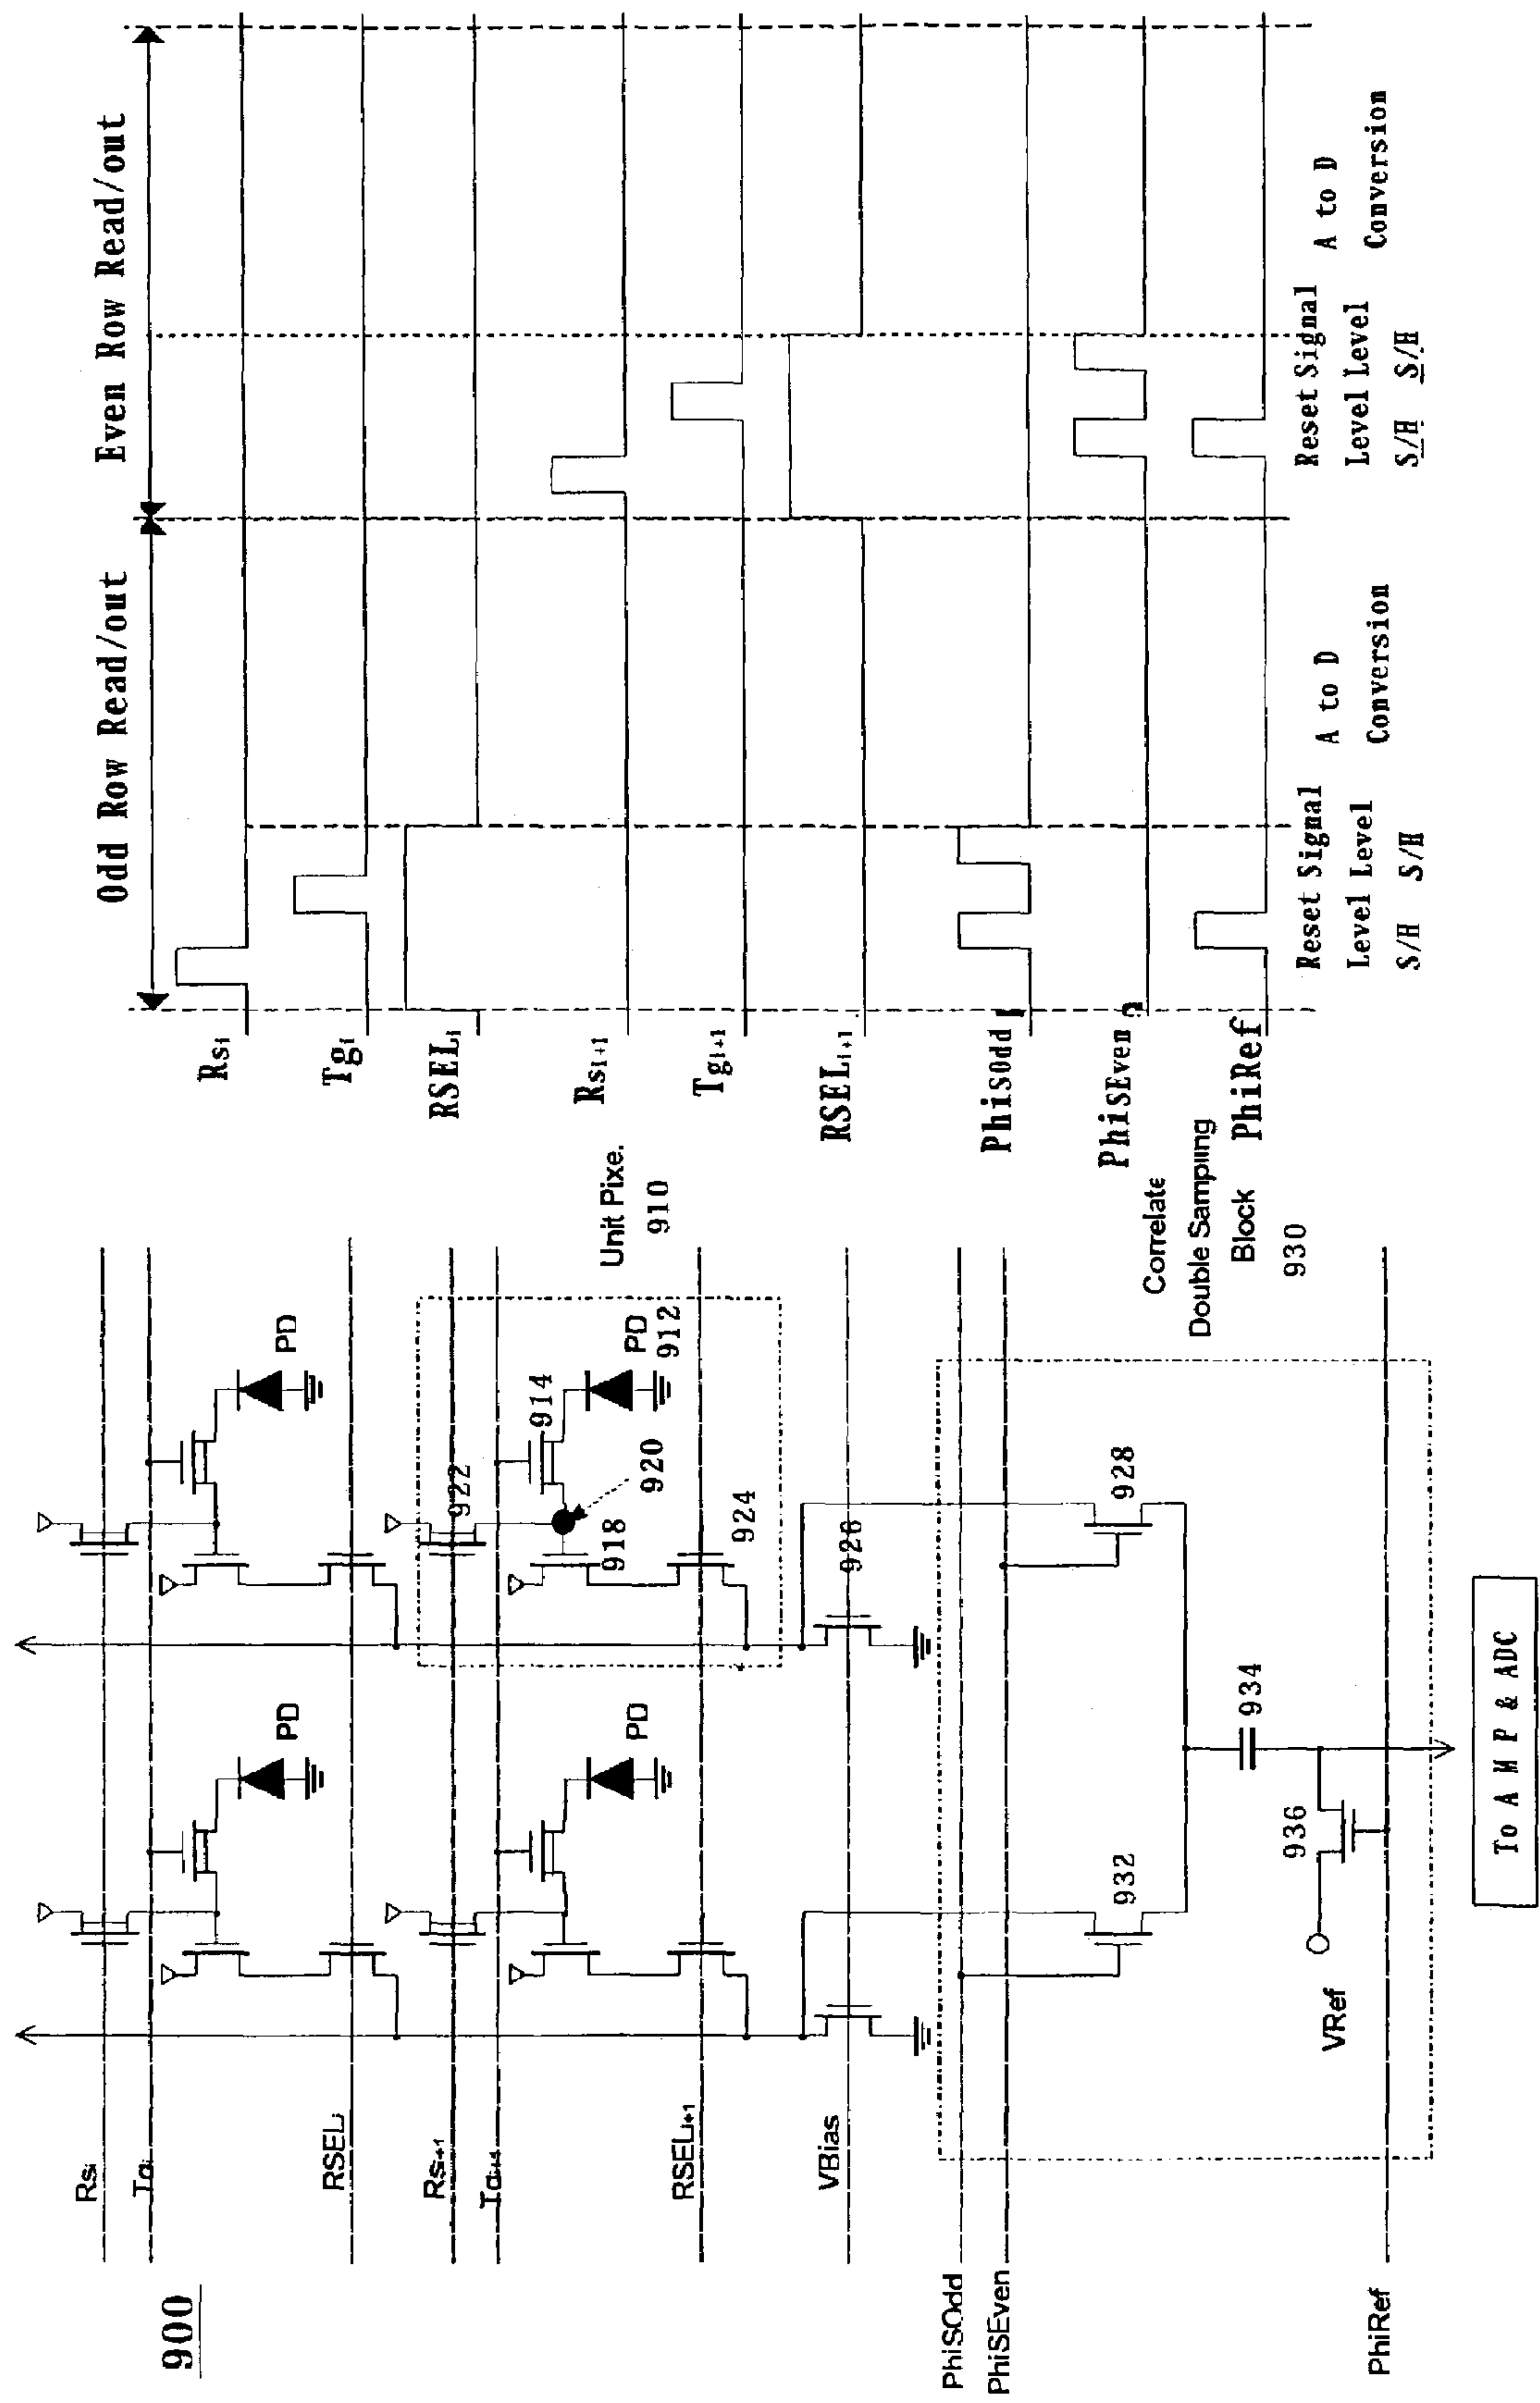 900
Rsi
Tgi
RSELi
Rsi+1
Tgi+1
RSELi+1
VBias
PhiSOdd
PhiSEven
PhiRef
PD
PD
PD
PD
912
914
918
920
922
924
926
928
932
934
936
VRef
To AMP & ADC
Unit Pixe.
910
Correlate
Double Sampling
Block
930
Odd Row Read/out
Even Row Read/out
Rsi
Tgi
RSELi
Rsi+1
Tgi+1
RSELi+1
PhiSOdd
PhiSEven
PhiRef
Reset Signal
Level Level
S/H S/H
A to D
Conversion
Reset Signal
Level Level
S/H S/H
A to D
Conversion